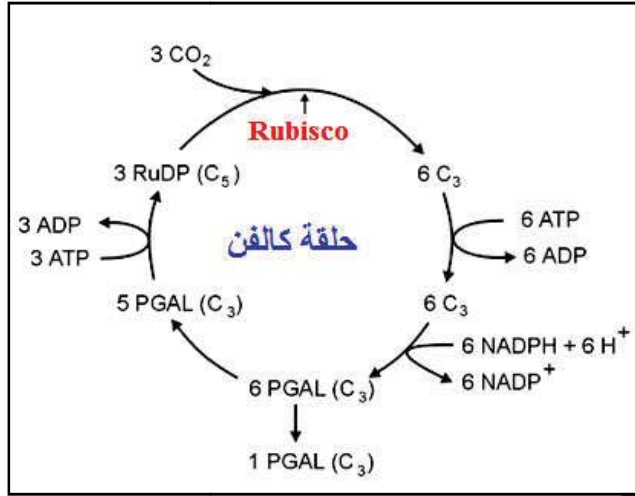 3 CO₂
Rubisco
3 RuDP (C₅)
6 C₃
3 ADP
3 ATP
حلقة كالفن
6 ATP
6 ADP
5 PGAL (C₃)
6 C₃
6 NADPH + 6 H⁺
6 NADP⁺
6 PGAL (C₃)
1 PGAL (C₃)